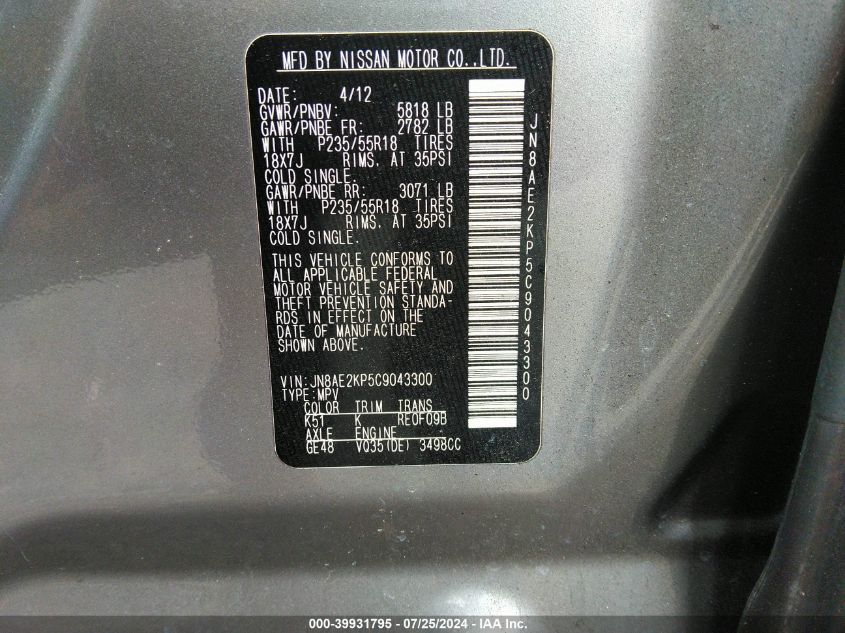 MFD BY NISSAN MOTOR CO.,LTD.
DATE: 4/12
GVWR/PNBV: 5818 LB
GAWR/PNBE FR: 2782 LB
WITH P235/55R18 TIRES
18X7J RIMS. AT 35PSI
COLD SINGLE.
GAWR/PNBE RR: 3071 LB
WITH P235/55R18 TIRES
18X7J RIMS. AT 35PSI
COLD SINGLE.
THIS VEHICLE CONFORMS TO
ALL APPLICABLE FEDERAL
MOTOR VEHICLE SAFETY AND
THEFT PREVENTION STANDA-
RDS IN EFFECT ON THE
DATE OF MANUFACTURE
SHOWN ABOVE.
VIN:JN8AE2KP5C9043300
TYPE:MPV
COLOR TRIM TRANS
K51 K RE0F09B
AXLE ENGINE
GE48 VQ35(DE) 3498CC
JN8AE2KP5C9043300
000-39931795 - 07/25/2024 - IAA Inc.